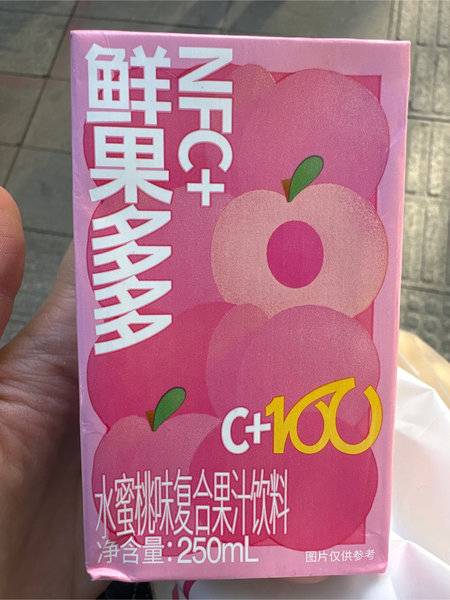 NFC+
鲜果多多多
C+100
水蜜桃味复合果汁饮料
净含量:250mL
图片仅供参考